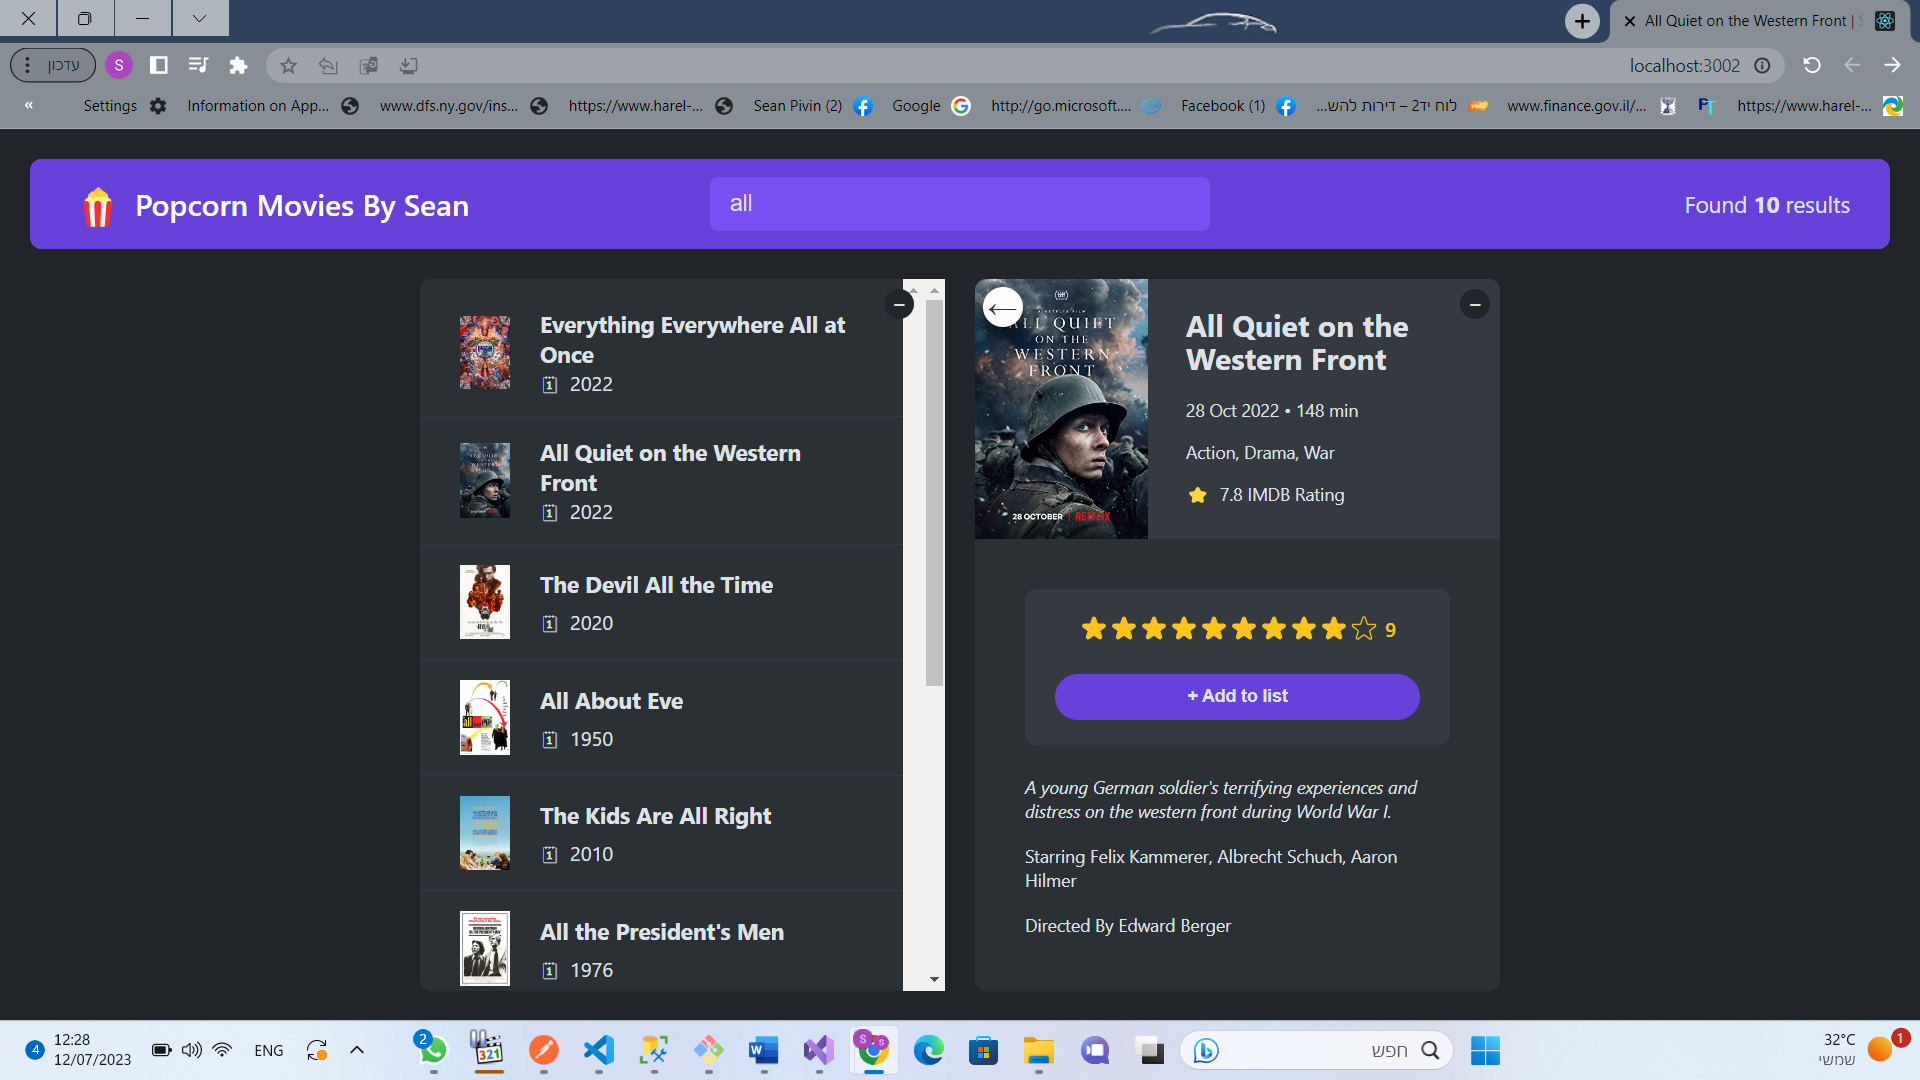 All Quiet on the Western Front |
עדכון
S
localhost:3002
«
Settings
Information on App...
www.dfs.ny.gov/ins...
https://www.harel-...
Sean Pivin (2)
Google
http://go.microsoft....
Facebook (1)
לוח יד2 – דירות להש...
www.finance.gov.il/...
https://www.harel-...
Popcorn Movies By Sean
all
Found 10 results
Everything Everywhere All at
Once
2022
All Quiet on the Western
Front
2022
The Devil All the Time
2020
All About Eve
1950
The Kids Are All Right
2010
All the President's Men
1976
A NETFLIX FILM
ALL QUIET
ON THE
WESTERN
FRONT
28 OCTOBER | NETFLIX
All Quiet on the
Western Front
28 Oct 2022 • 148 min
Action, Drama, War
7.8 IMDB Rating
9
+ Add to list
A young German soldier's terrifying experiences and
distress on the western front during World War I.
Starring Felix Kammerer, Albrecht Schuch, Aaron
Hilmer
Directed By Edward Berger
4
12:28
12/07/2023
ENG
2
321
חפש
32°C
שמשי
1